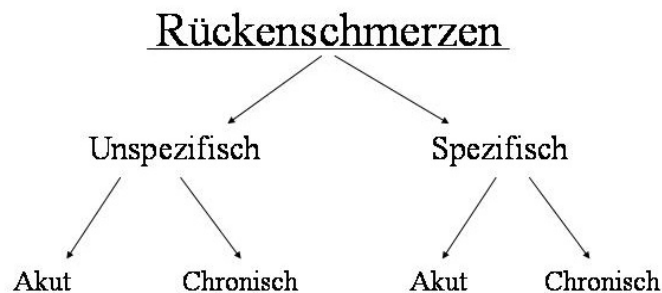 Rückenschmerzen
Unspezifisch Spezifisch
Akut Chronisch Akut Chronisch